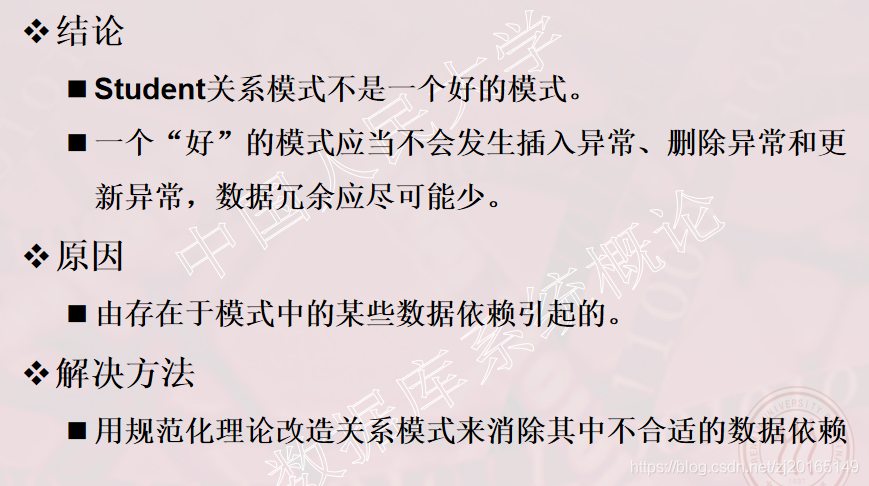 结论
Student关系模式不是一个好的模式。
一个“好”的模式应当不会发生插入异常、删除异常和更
新异常，数据冗余应尽可能少。
原因
由存在于模式中的某些数据依赖引起的。
解决方法
用规范化理论改造关系模式来消除其中不合适的数据依赖
中国人民大学
数据库系统概论
https://blog.csdn.net/zj20165149